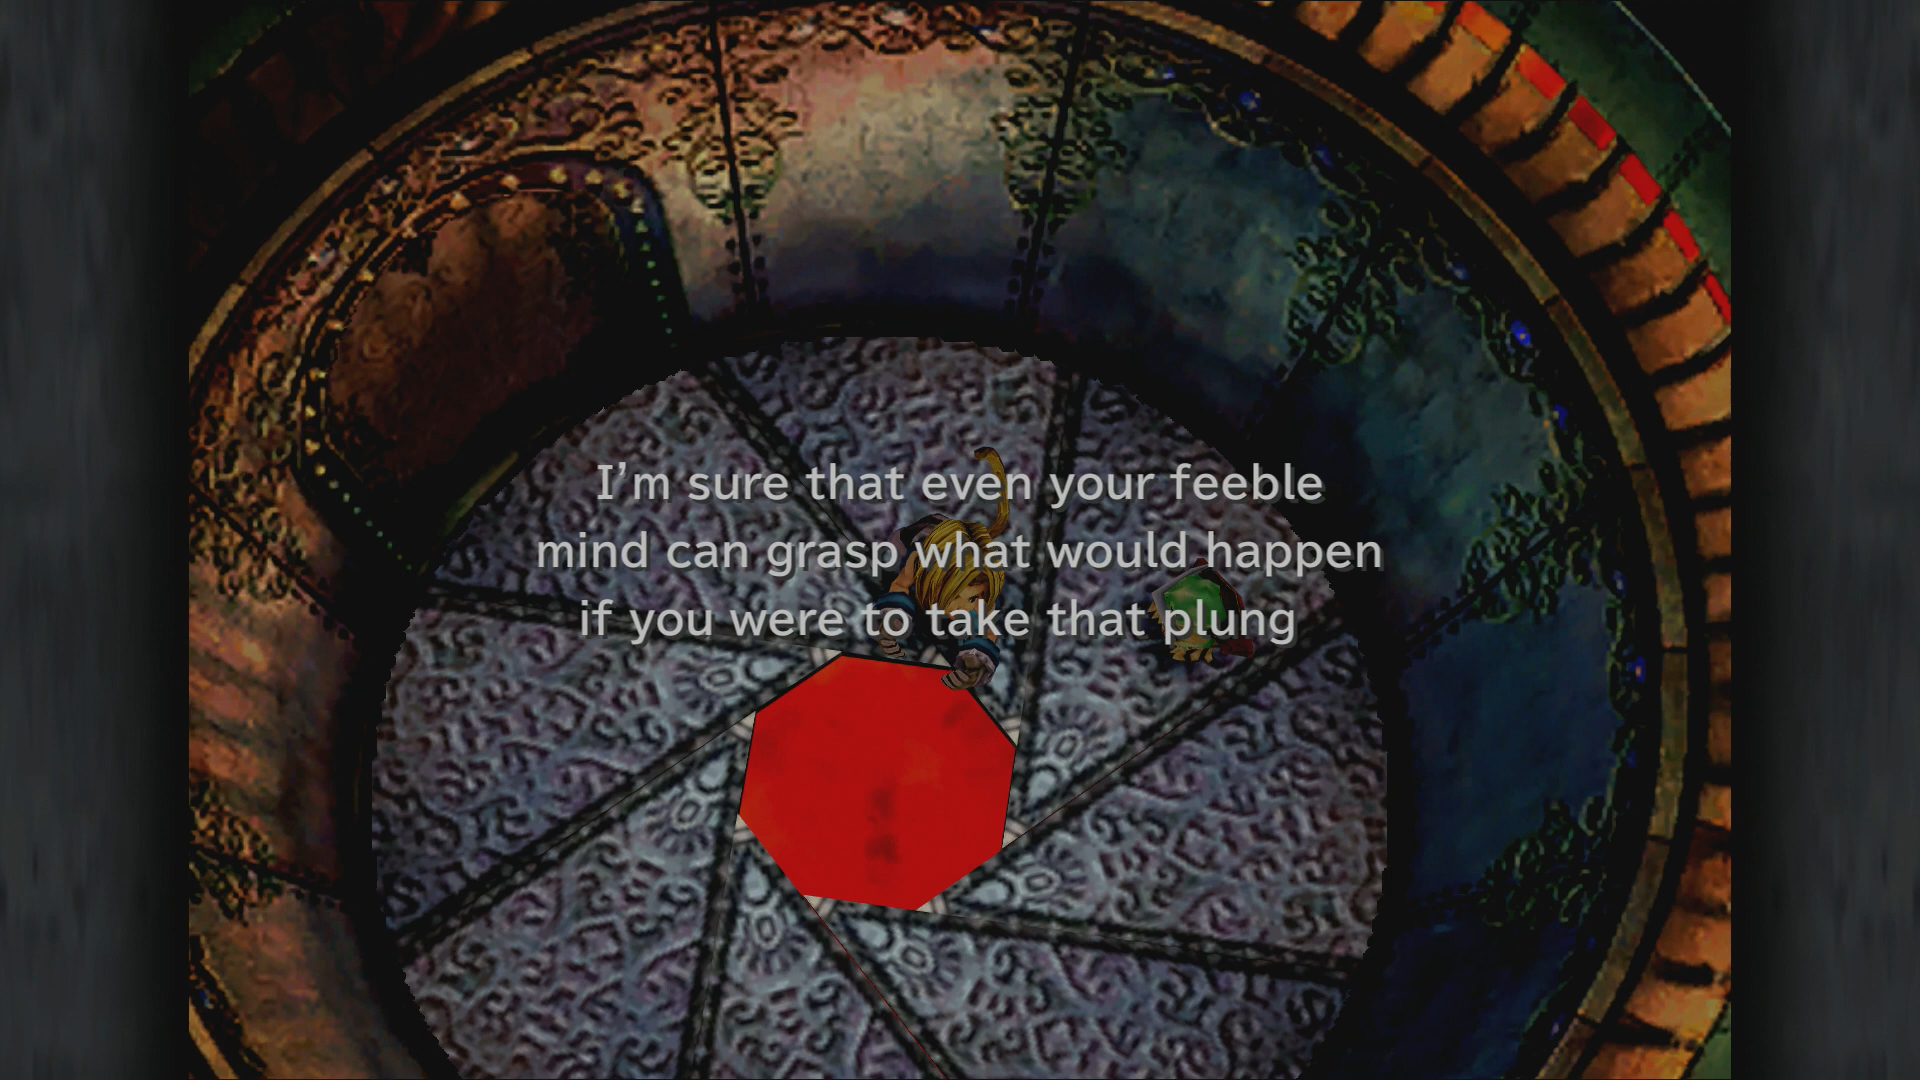 I’m sure that even your feeble
mind can grasp what would happen
if you were to take that plung